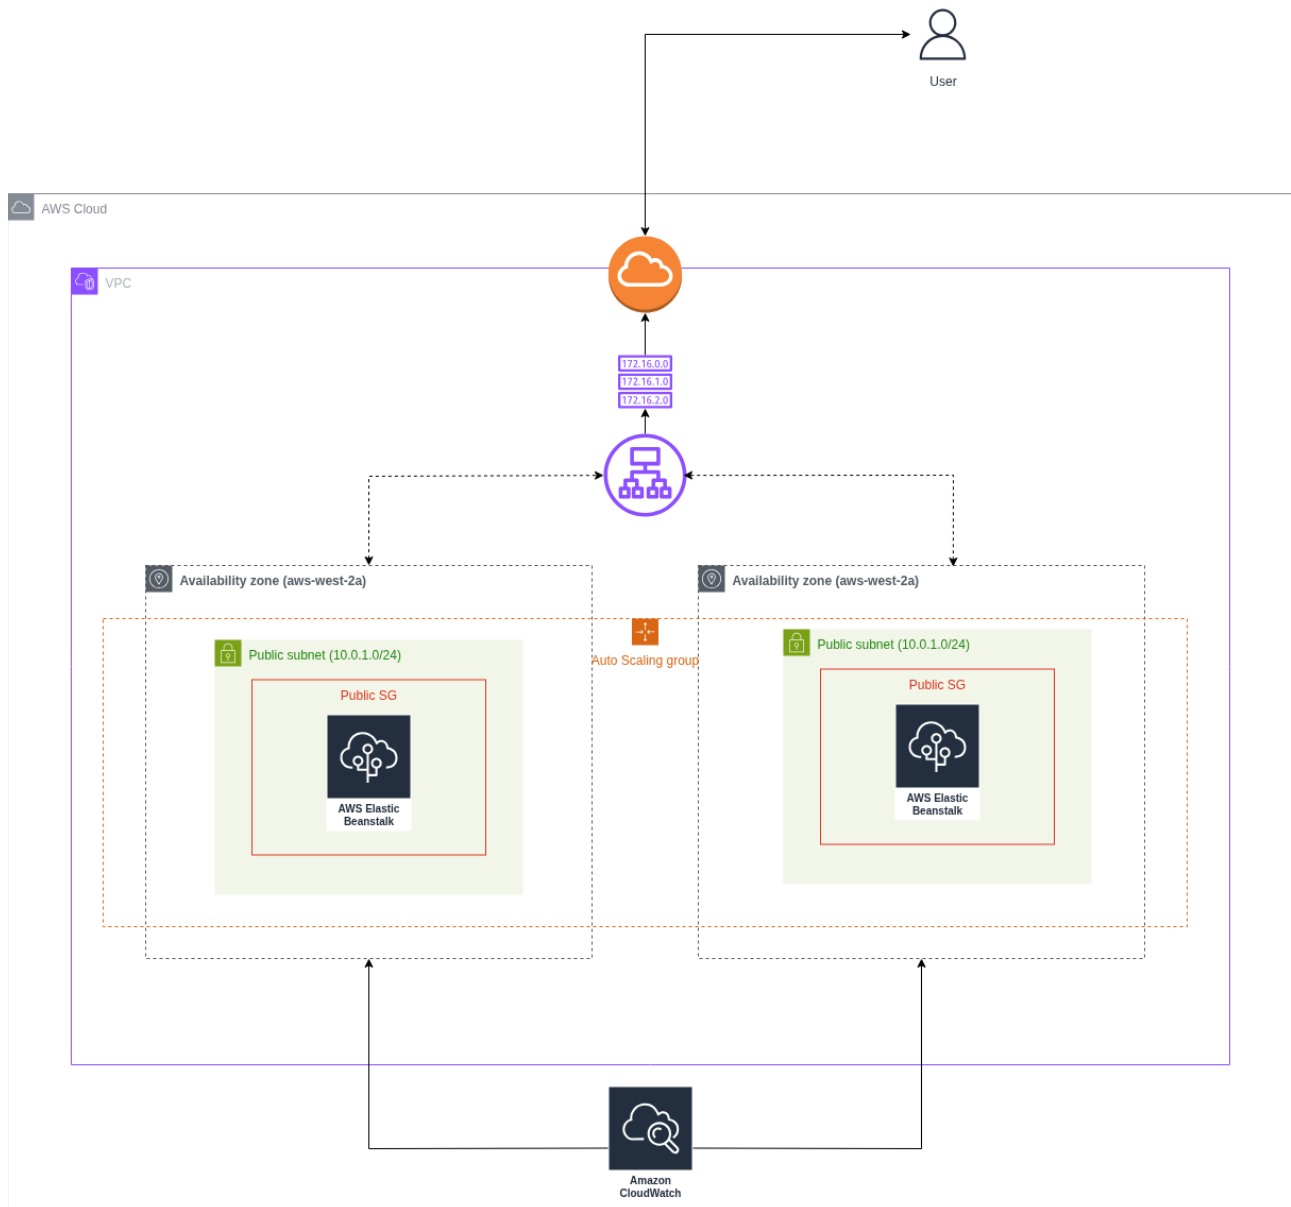 User
AWS Cloud
VPC
172.16.0.0
172.16.1.0
172.16.2.0
Availability zone (aws-west-2a)
Availability zone (aws-west-2a)
Auto Scaling group
Public subnet (10.0.1.0/24)
Public SG
AWS Elastic
Beanstalk
Public subnet (10.0.1.0/24)
Public SG
AWS Elastic
Beanstalk
Amazon
CloudWatch